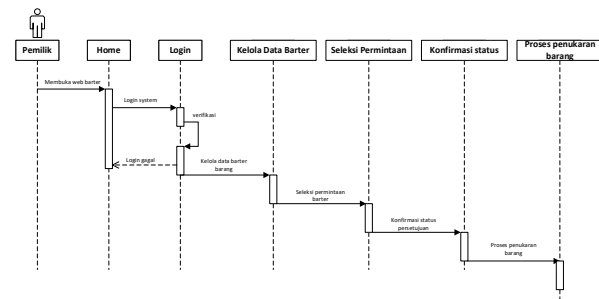 Pemilik
Home
Login
Kelola Data Barter
Seleksi Permintaan
Konfirmasi status
Proses penukaran
barang
Membuka web barter
Login system
verifikasi
Login gagal
Kelola data barter
barang
Seleksi permintaan
barter
Konfirmasi status
persetujuan
Proses penukaran
barang